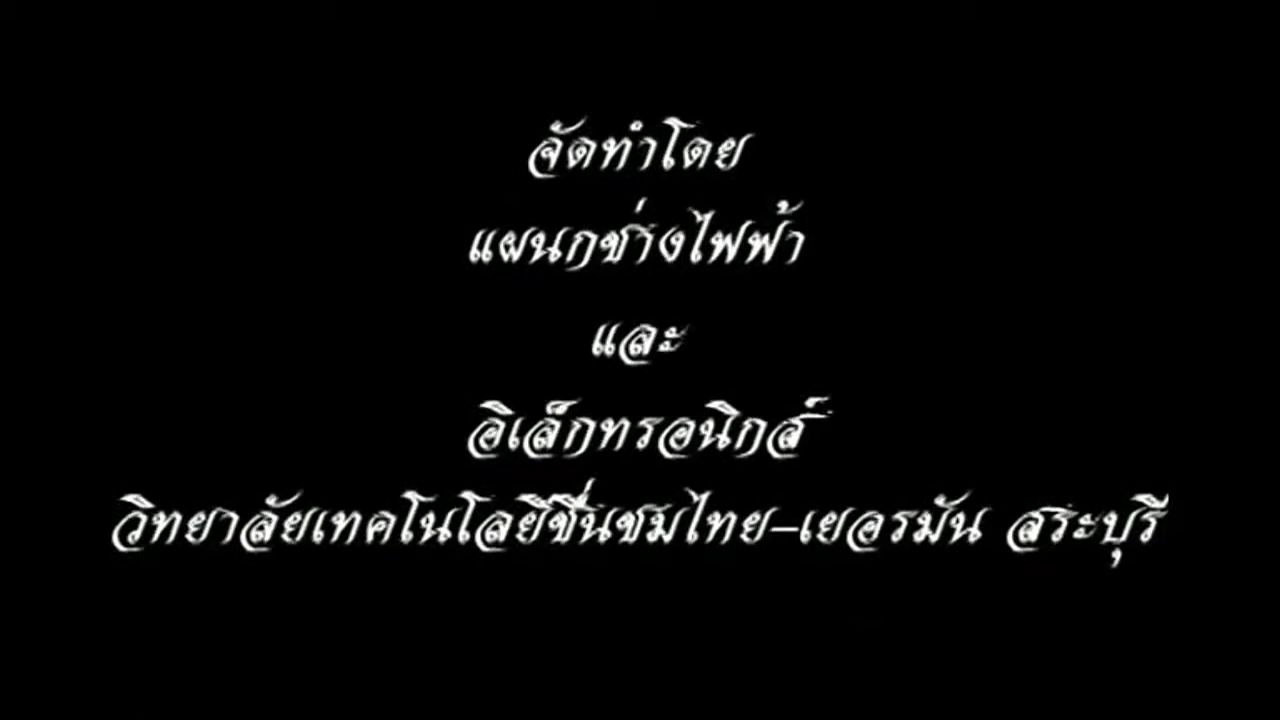 จัดทำโดย
แผนกช่างไฟฟ้า
และ
อิเล็กทรอนิกส์
วิทยาลัยเทคโนโลยีชื่นชมไทย-เยอรมัน สระบุรี